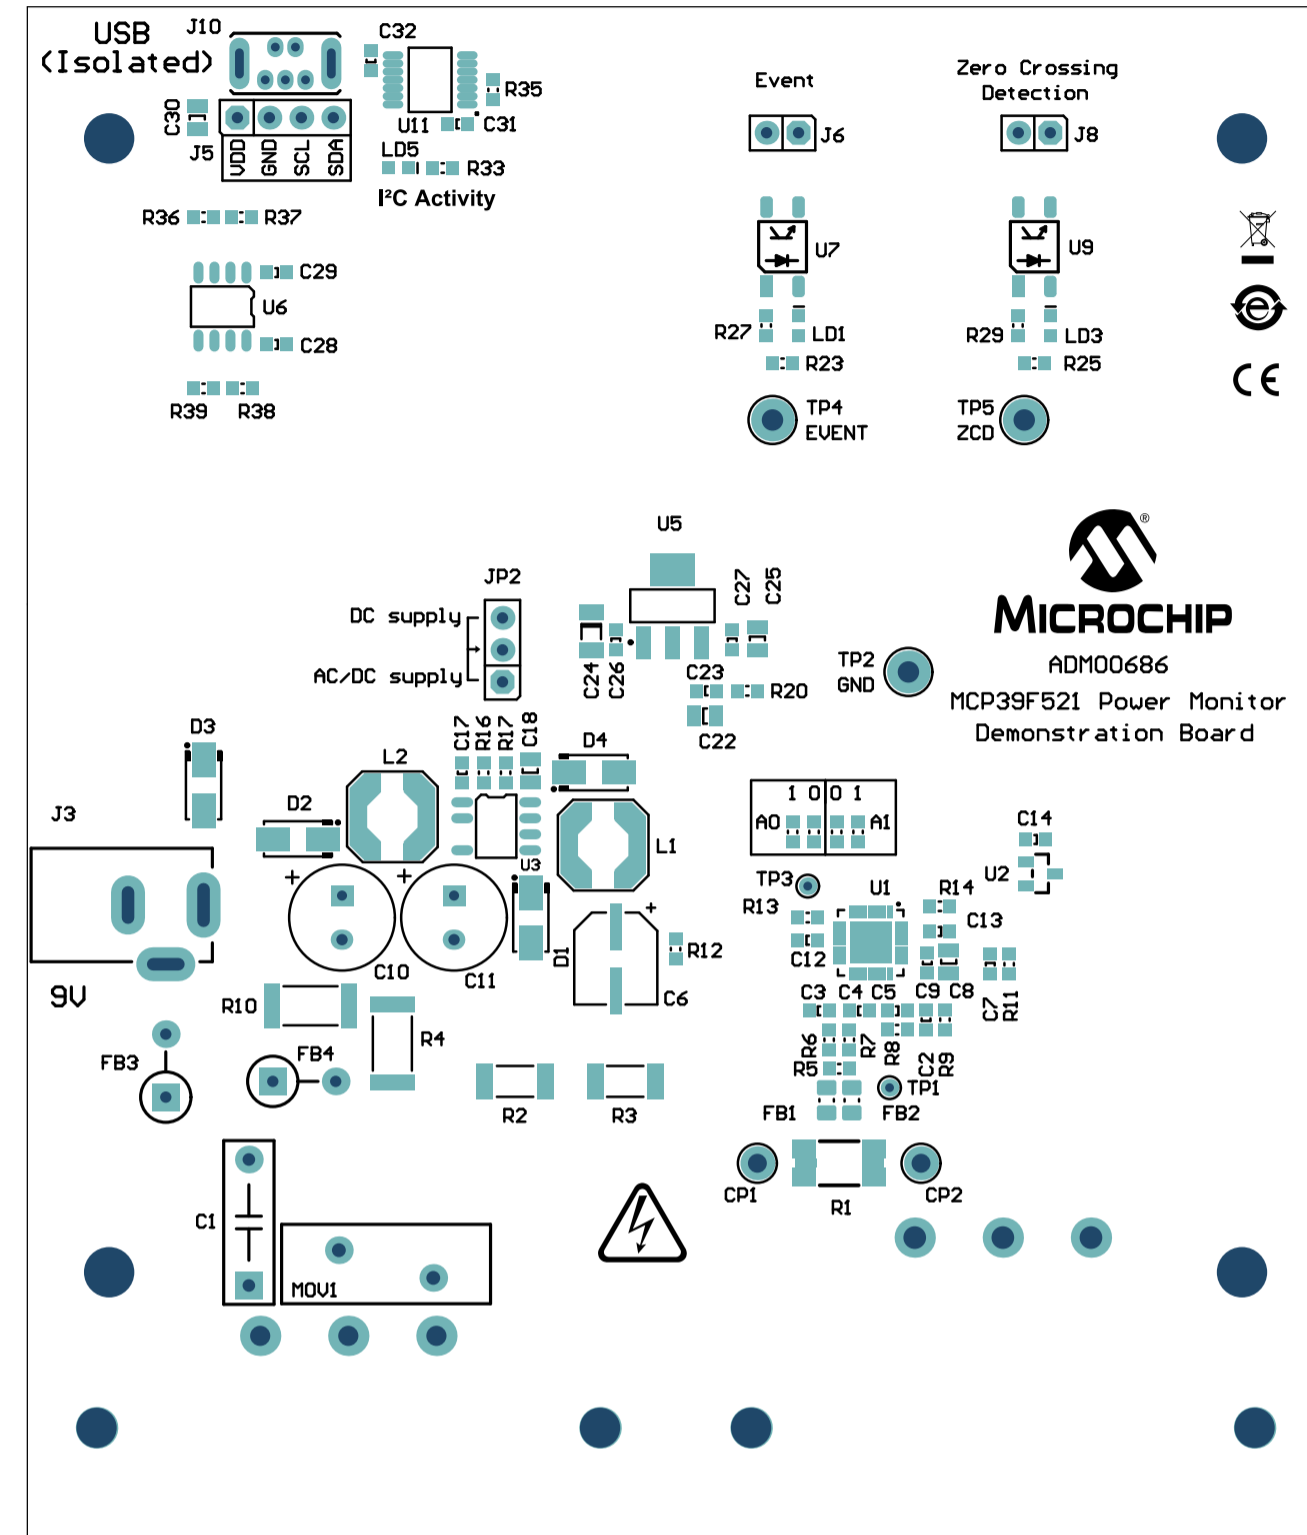 USB
(Isolated)
J10
C32
R35
C30
J5
U11
C31
VDD
GND
SCL
SDA
LD5
R33
I²C Activity
Event
J6
Zero Crossing
Detection
J8
R36
R37
C29
U6
C28
R39
R38
U7
U9
R27
LD1
R23
R29
LD3
R25
TP4
EVENT
TP5
ZCD
CE
U5
JP2
DC supply
AC/DC supply
C24
C26
C27
C25
C23
R20
C22
TP2
GND
®
MICROCHIP
ADM00686
MCP39F521 Power Monitor
Demonstration Board
D3
L2
C17
R16
R17
C18
D4
J3
D2
U3
L1
1 0 0 1
A0
A1
C14
U2
TP3
U1
R14
R13
C13
C12
+
+
+
C10
C11
D1
C6
R12
C3
C4
C5
C9
C8
C7
R11
9V
R10
R4
R6
R7
R8
C2
R9
R5
FB3
FB4
R2
R3
FB1
FB2
TP1
CP1
R1
CP2
C1
MOV1